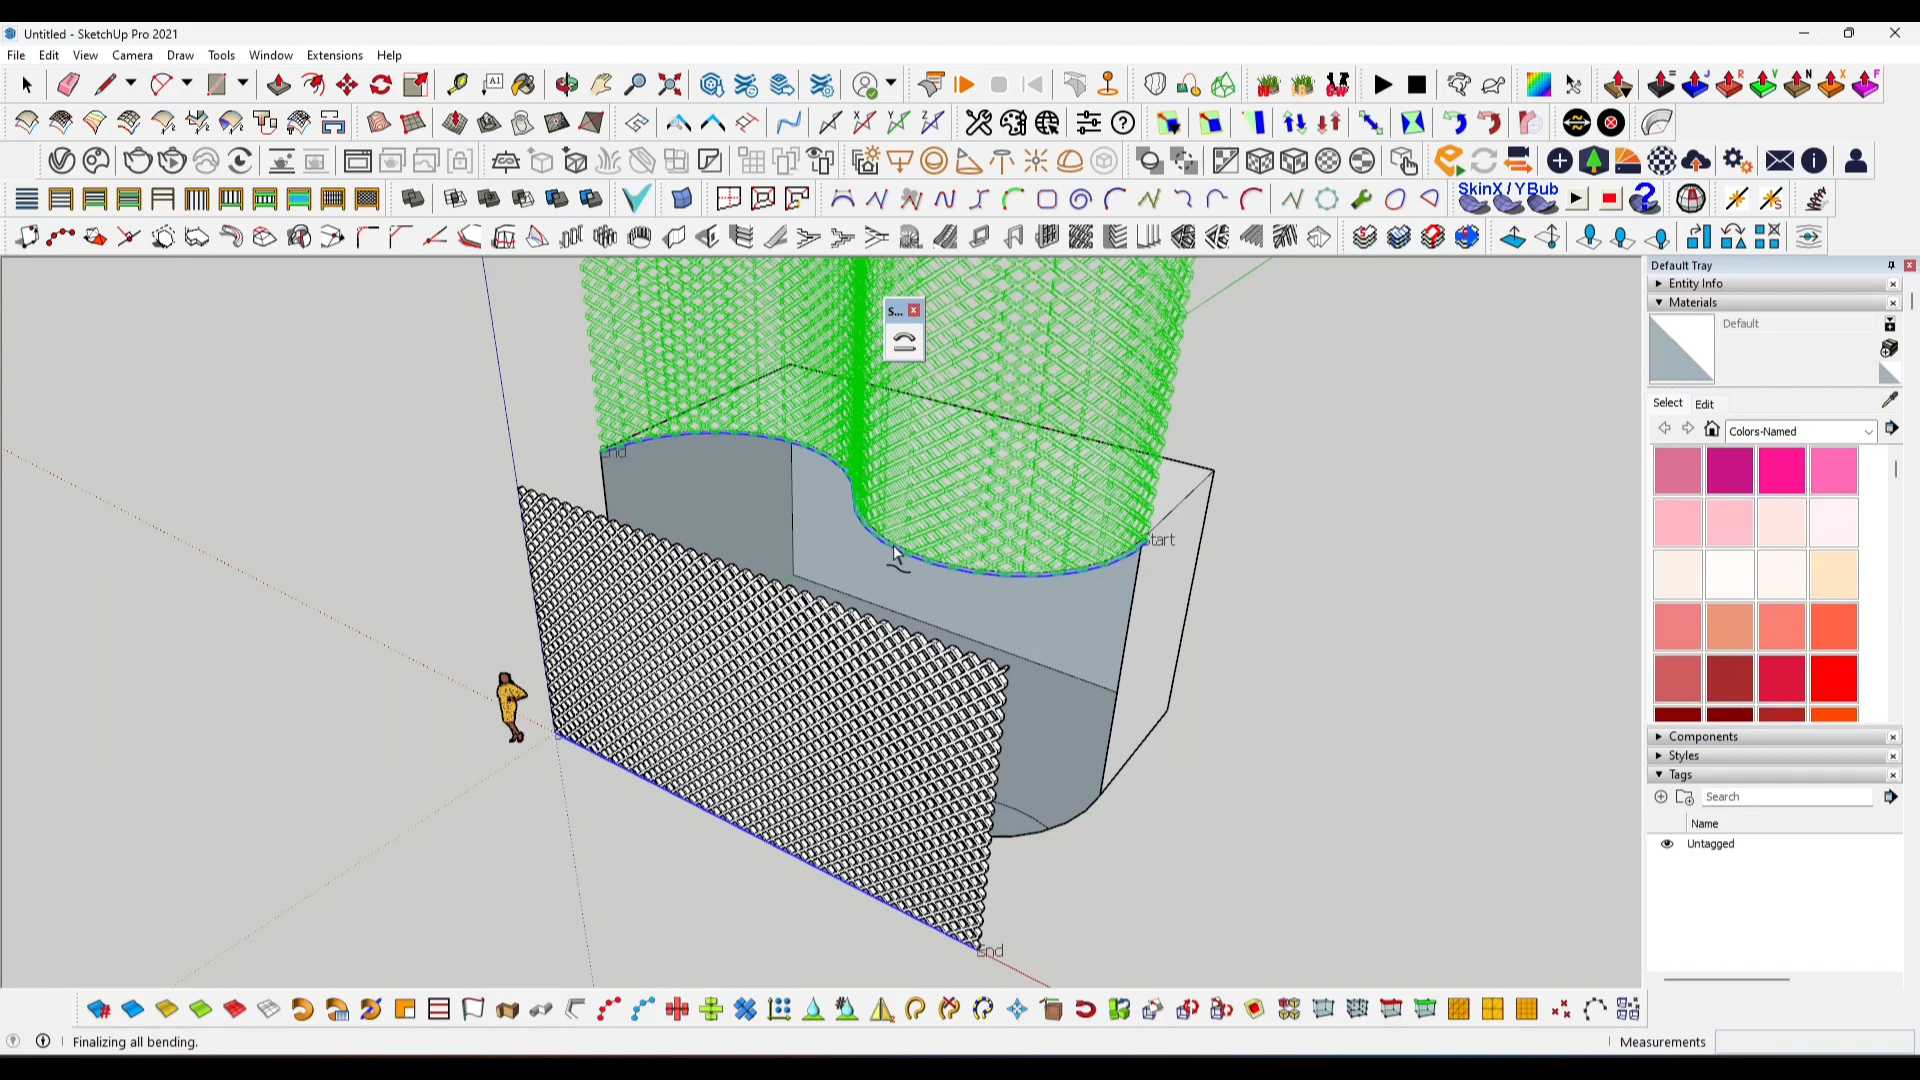 Untitled - SketchUp Pro 2021
File Edit View Camera Draw Tools Window Extensions Help
SkinX / YBub
Default Tray
Entity Info
Materials
S...
Default
Select Edit
Colors-Named
End
Start
Components
Styles
Tags
Search
Name
Untagged
End
Finalizing all bending.
Measurements